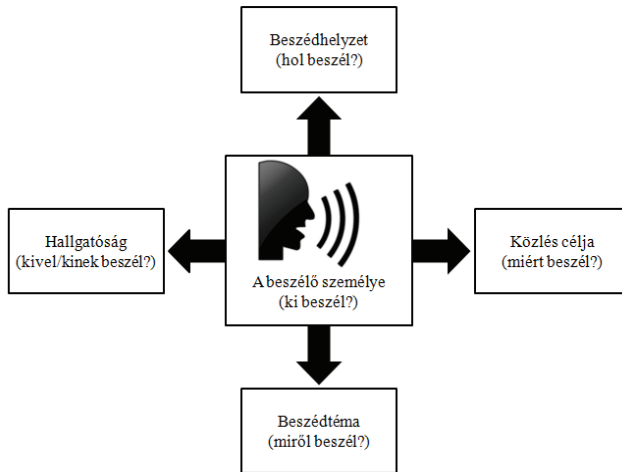 Beszédhelyzet
(hol beszél?)
Hallgatóság
(kivel/kinek beszél?)
A beszélő személye
(ki beszél?)
Közlés célja
(miért beszél?)
Beszédtéma
(miről beszél?)